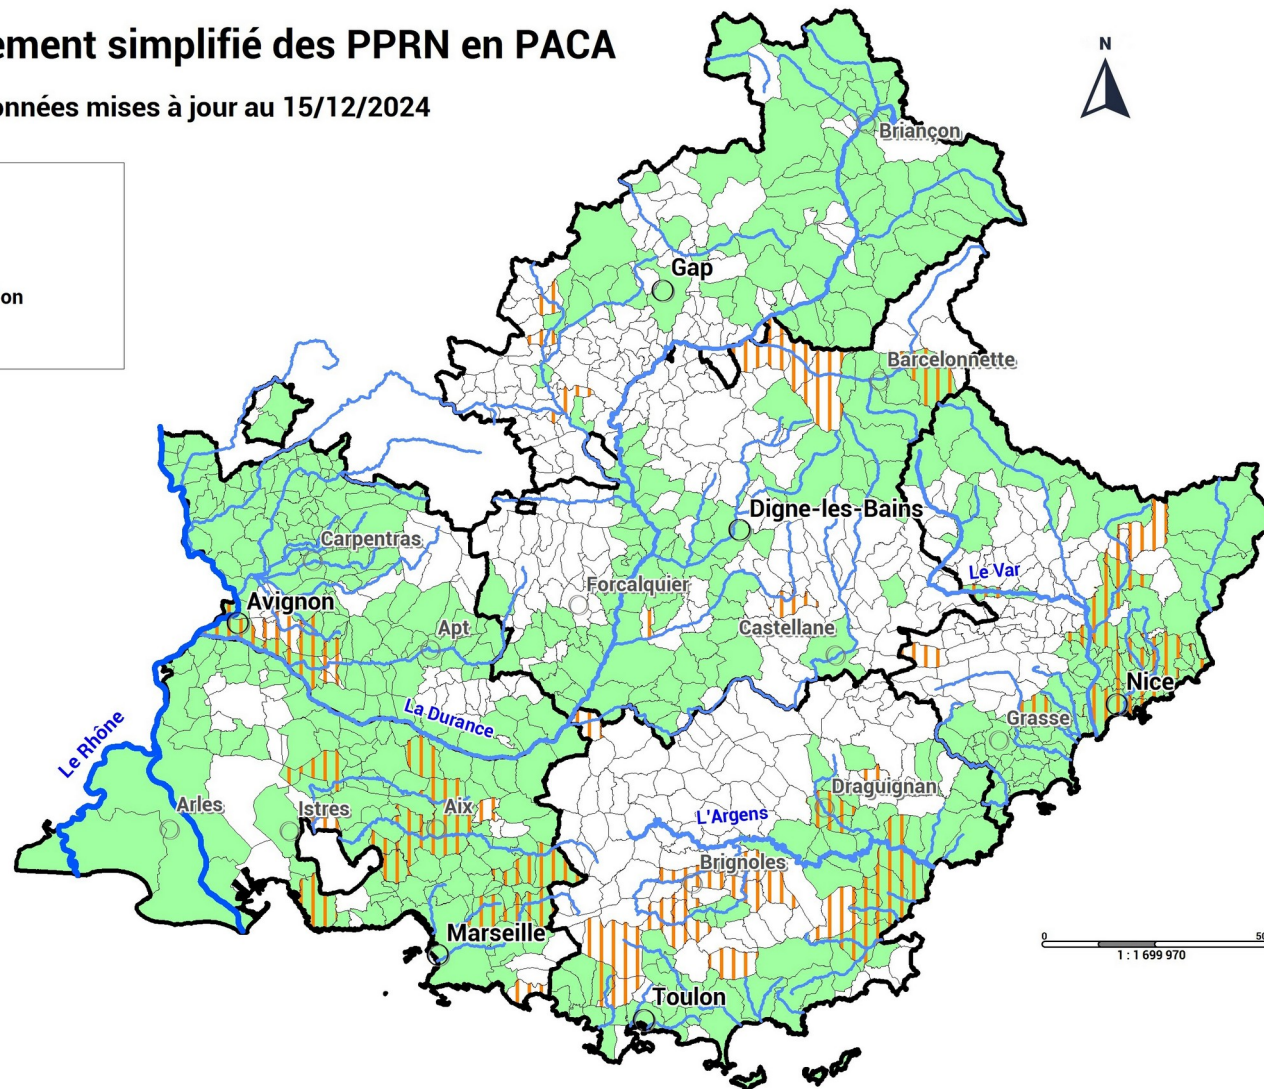 ement simplifié des PPRN en PACA
onnées mises à jour au 15/12/2024
on
N
Briançon
Gap
Barcelonnette
Digne-les-Bains
Carpentras
Le Var
Forcalquier
Avignon
Apt
Castellane
Nice
La Durance
Grasse
Le Rhône
Draguignan
Arles
Istres
Aix
L'Argens
Brignoles
Marseille
0
50
1 : 1 699 970
Toulon